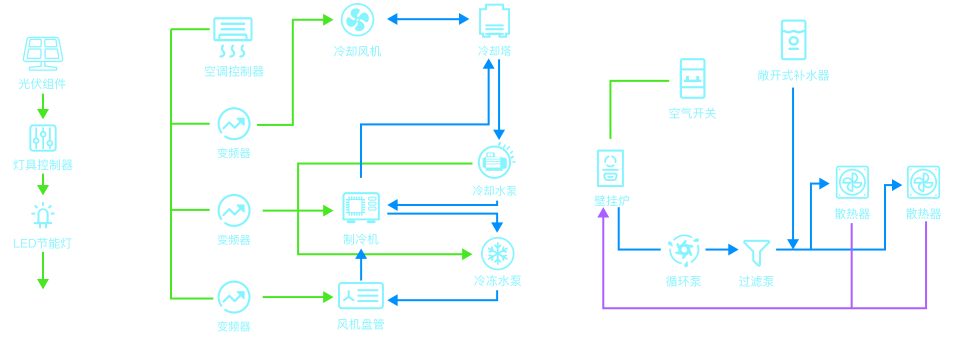 光伏组件
灯具控制器
LED节能灯
空调控制器
变频器
变频器
变频器
冷却风机
冷却塔
冷却水泵
制冷机
冷冻水泵
风机盘管
空气开关
敞开式补水器
壁挂炉
循环泵
过滤泵
散热器
散热器